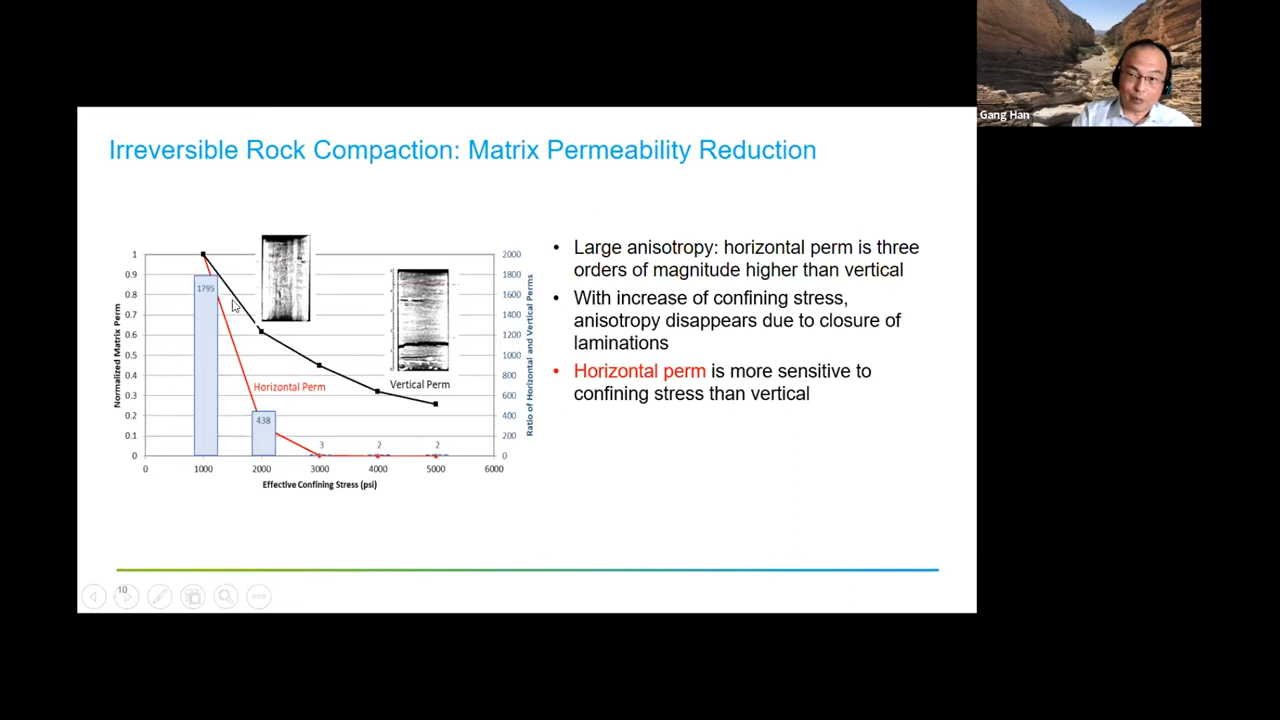 Gang Han
Irreversible Rock Compaction: Matrix Permeability Reduction
Normalized Matrix Perm
1
0.9
0.8
0.7
0.6
0.5
0.4
0.3
0.2
0.1
0
1795
438
3
2
2
Horizontal Perm
Vertical Perm
2000
1800
1600
1400
1200
1000
800
600
400
200
0
Ratio of Horizontal and Vertical Perms
0
1000
2000
3000
4000
5000
6000
Effective Confining Stress (psi)
• Large anisotropy: horizontal perm is three
orders of magnitude higher than vertical
• With increase of confining stress,
anisotropy disappears due to closure of
laminations
• Horizontal perm is more sensitive to
confining stress than vertical
10